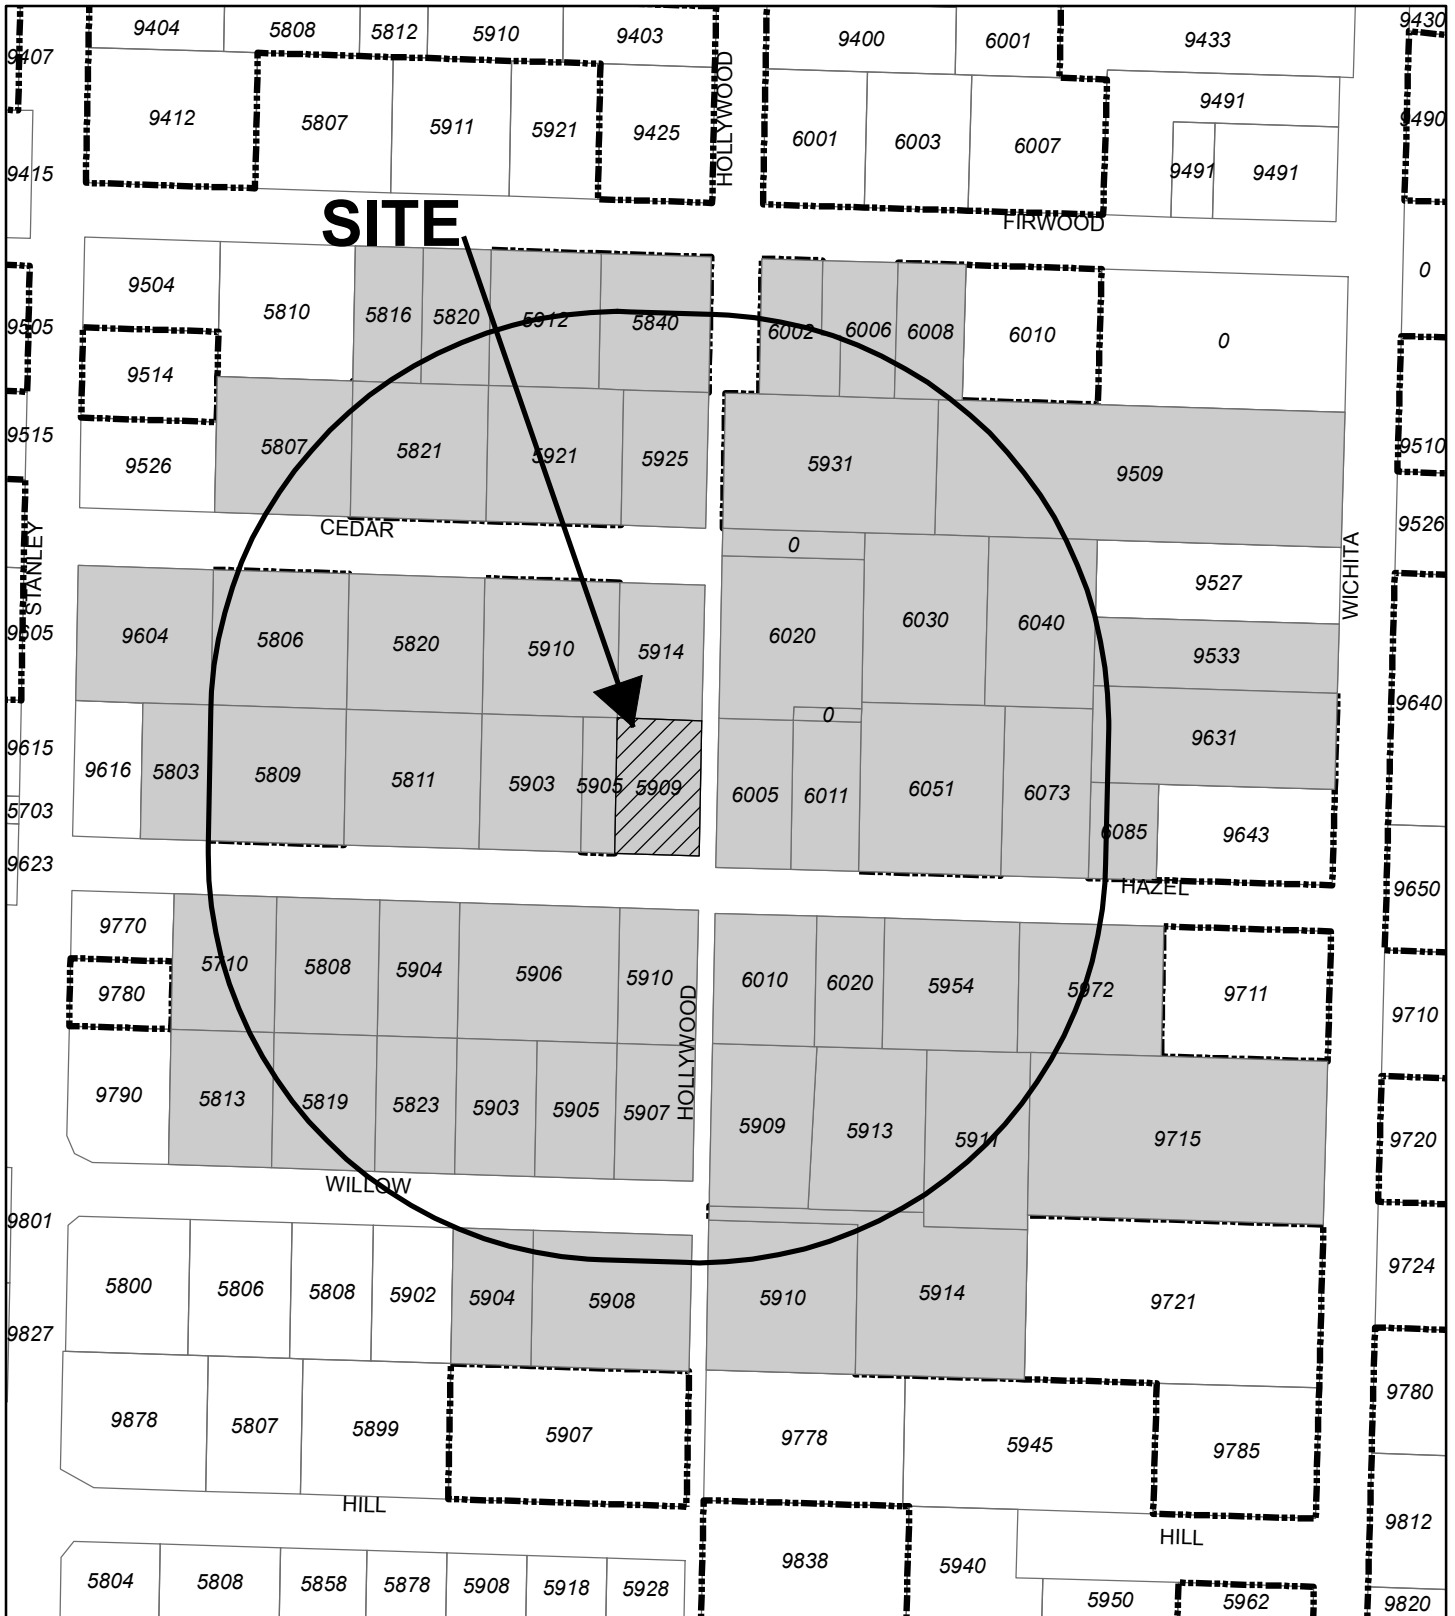 9404 5808 5812 5910 9403 9400 6001 9433 9430
9407
HOLLYWOOD
9412 5807 5911 5921 9425 6001 6003 6007 9491 9490
9415 9491 9491
SITE
FIRWOOD
9504 5810 5816 5820 5912 5840 6002 6006 6008 6010 0 0
9505
9514
9515 9526 5807 5821 5921 5925 5931 9509 9510
CEDAR
STANLEY
WICHITA
0 9526
9527
9605 9604 5806 5820 5910 5914 6020 6030 6040 9533
0 9640
9615 9616 5803 5809 5811 5903 5905 5909 6005 6011 6051 6073 9631
5703 6085 9643
9623
HAZEL
9650
9770 5710 5808 5904 5906 5910 6010 6020 5954 5972 9711
9780 9710
HOLLYWOOD
9790 5813 5819 5823 5903 5905 5907 5909 5913 5911 9715 9720
WILLOW
9801
5800 5806 5808 5902 5904 5908 5910 5914 9721 9724
9827
9878 5807 5899 5907 9778 5945 9785 9780
HILL
HILL
9812
5804 5808 5858 5878 5908 5918 5928 9838 5940 5950 5962 9820